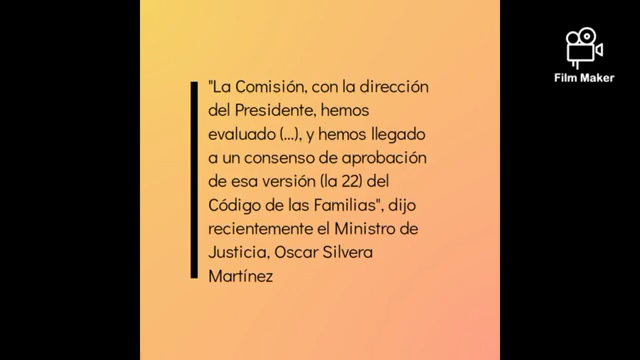 "La Comisión, con la dirección
del Presidente, hemos
evaluado (...), y hemos llegado
a un consenso de aprobación
de esa versión (la 22) del
Código de las Familias", dijo
recientemente el Ministro de
Justicia, Oscar Silvera
Martínez
Film Maker